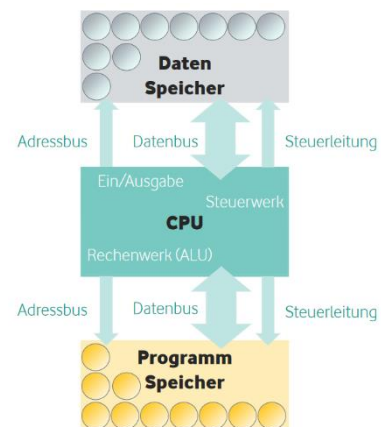 Daten
Speicher
Adressbus Datenbus Steuerleitung
Ein/Ausgabe
Steuerwerk
CPU
Rechenwerk (ALU)
Adressbus Datenbus Steuerleitung
Programm
Speicher